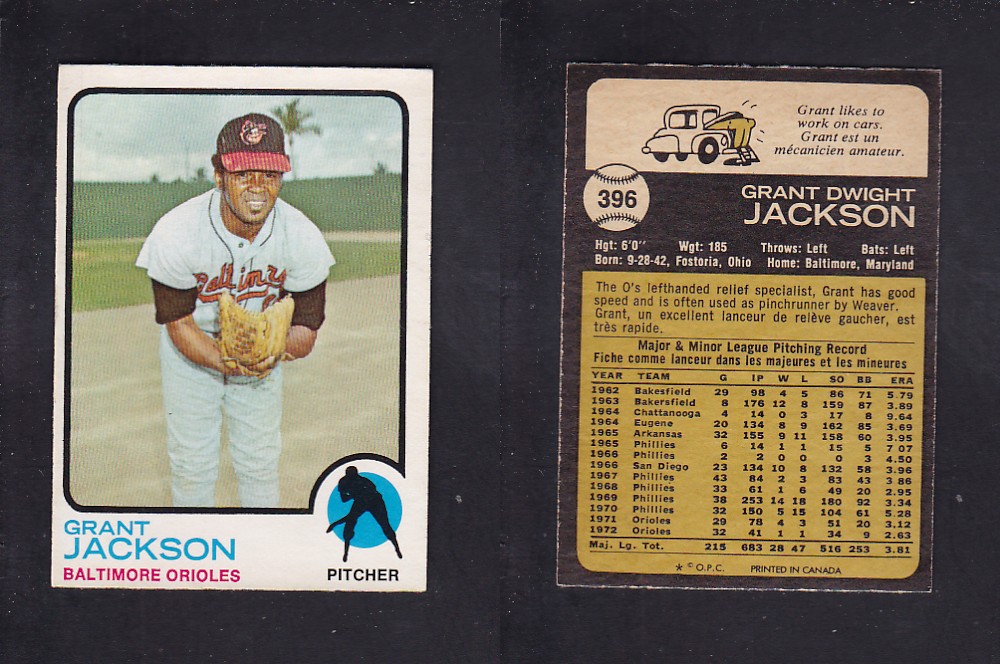 Baltimore
GRANT
JACKSON
BALTIMORE ORIOLES
PITCHER
Grant likes to
work on cars.
Grant est un
mécanicien amateur.
396
GRANT DWIGHT
JACKSON
Hgt: 6'0" Wgt: 185 Throws: Left Bats: Left
Born: 9-28-42, Fostoria, Ohio Home: Baltimore, Maryland
The O's lefthanded relief specialist, Grant has good
speed and is often used as pinchrunner by Weaver.
Grant, un excellent lanceur de relève gaucher, est
très rapide.
Major & Minor League Pitching Record
Fiche comme lanceur dans les majeures et les mineures
YEAR TEAM G IP W L SO BB ERA
1962 Bakesfield 29 98 4 5 86 71 5.79
1963 Bakersfield 8 176 12 8 159 87 3.89
1964 Chattanooga 4 14 0 3 17 8 9.64
1964 Eugene 20 134 8 9 162 85 3.69
1965 Arkansas 32 155 9 11 158 60 3.95
1965 Phillies 6 14 1 1 15 5 7 07
1966 Phillies 2 2 0 0 0 3 4.50
1966 San Diego 23 134 10 8 132 58 3.96
1967 Phillies 43 84 2 3 83 43 3.86
1968 Phillies 33 61 1 6 49 20 2.95
1969 Phillies 38 253 14 18 180 92 3.34
1970 Phillies 32 150 5 15 104 61 5.28
1971 Orioles 29 78 4 3 51 20 3.12
1972 Orioles 32 41 1 1 34 9 2.63
Maj. Lg. Tot. 215 683 28 47 516 253 3.81
* © O.P.C. PRINTED IN CANADA